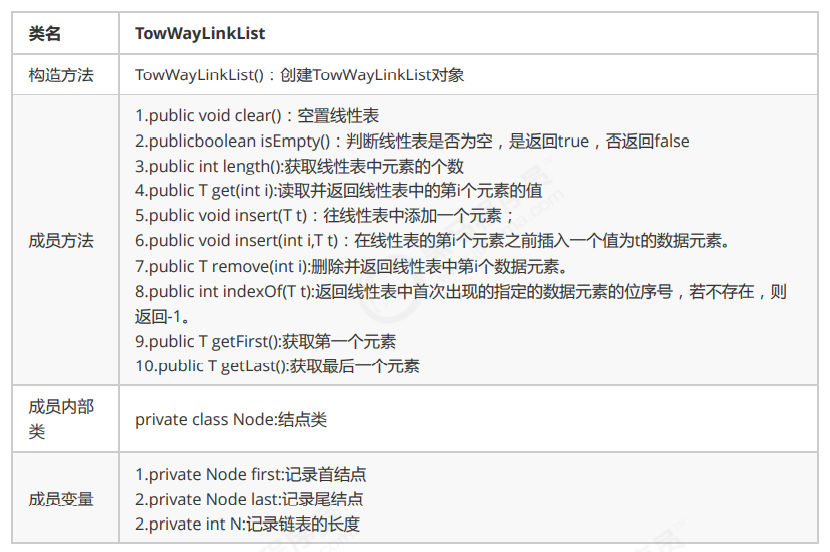 类名 TowWayLinkList
构造方法 TowWayLinkList()：创建TowWayLinkList对象
成员方法
1.public void clear()：空置线性表
2.publicboolean isEmpty()：判断线性表是否为空，是返回true，否返回false
3.public int length():获取线性表中元素的个数
4.public T get(int i):读取并返回线性表中的第i个元素的值
5.public void insert(T t)：往线性表中添加一个元素；
6.public void insert(int i,T t)：在线性表的第i个元素之前插入一个值为t的数据元素。
7.public T remove(int i):删除并返回线性表中第i个数据元素。
8.public int indexOf(T t):返回线性表中首次出现的指定的数据元素的位序号，若不存在，则
返回-1。
9.public T getFirst():获取第一个元素
10.public T getLast():获取最后一个元素
成员内部
类
private class Node:结点类
成员变量
1.private Node first:记录首结点
2.private Node last:记录尾结点
2.private int N:记录链表的长度